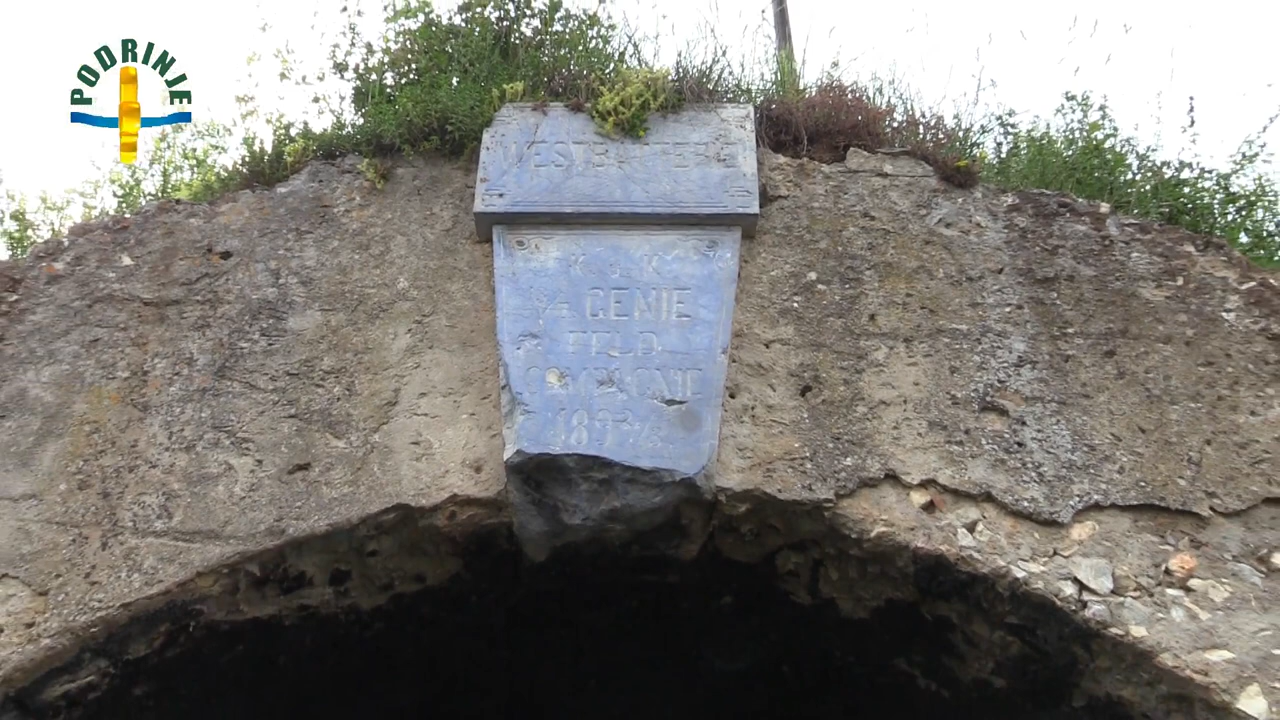 PODRINJE
WESTBATTERIE
K. u. K.
GENIE
FELD
COMPAGNIE